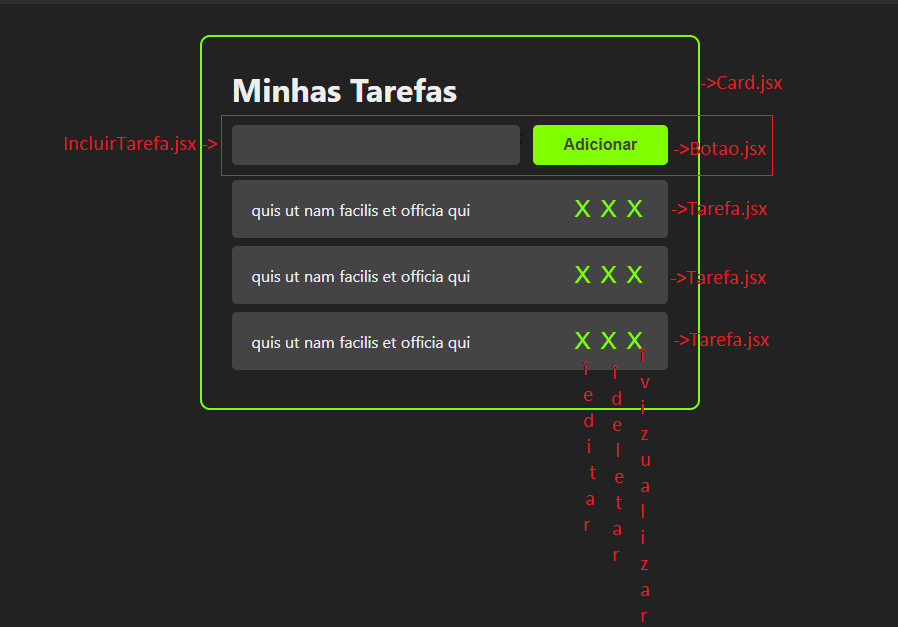 Minhas Tarefas
->Card.jsx
IncluirTarefa.jsx ->
Adicionar
->Botao.jsx
quis ut nam facilis et officia qui X X X
->Tarefa.jsx
quis ut nam facilis et officia qui X X X
->Tarefa.jsx
quis ut nam facilis et officia qui X X X
->Tarefa.jsx
editar
deletar
vizualizar